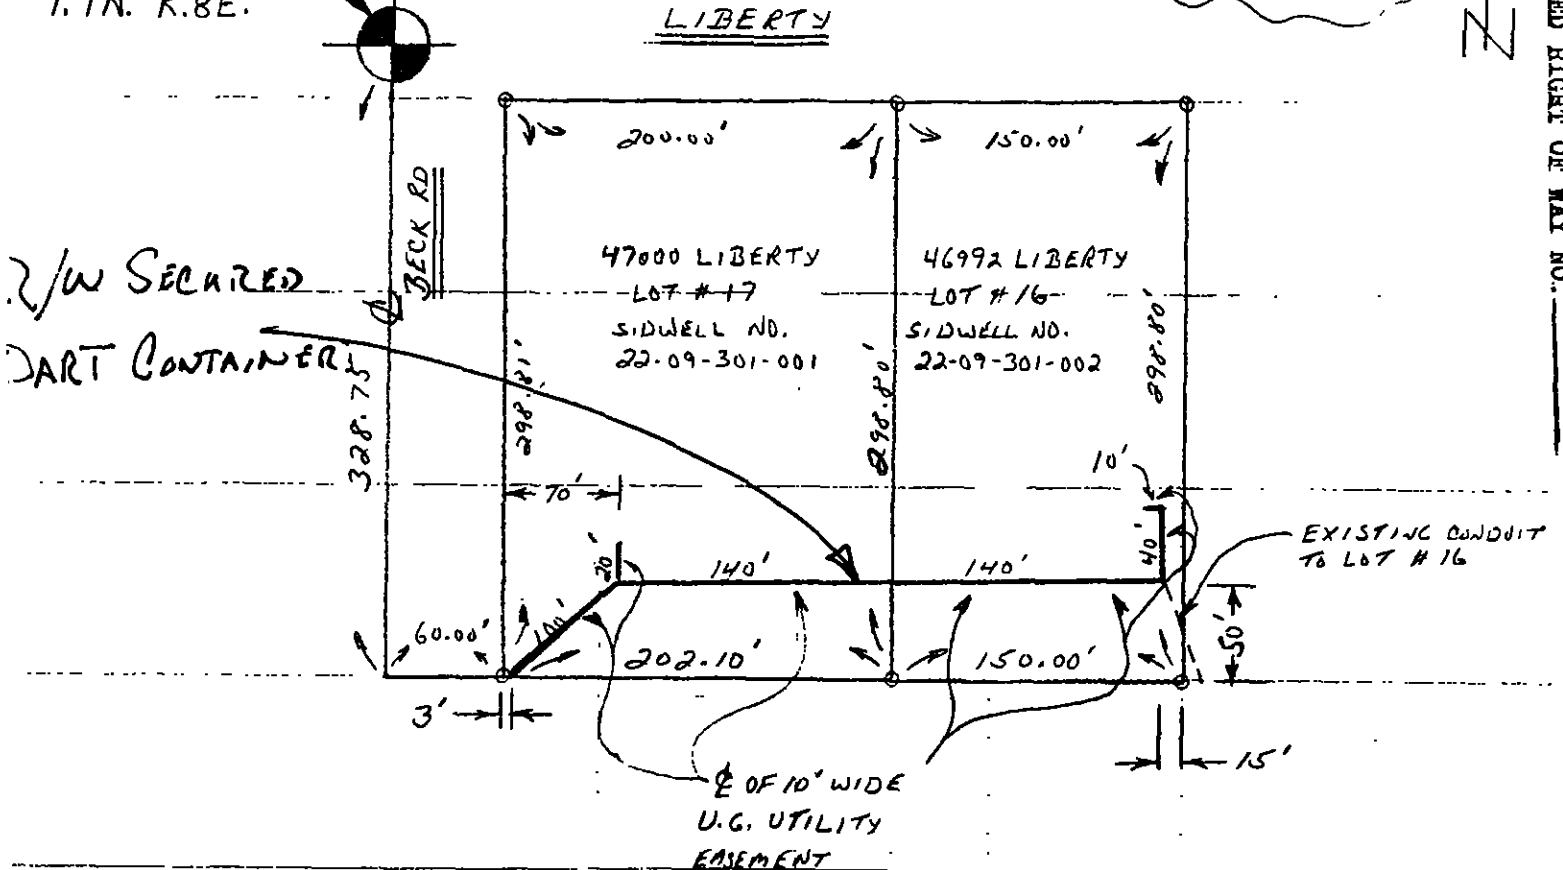 T.1N. R.8E.
LIBERTY
N
ED RIGHT OF WAY NO.
200.00'
150.00'
BECK RD
R/W SECURED
DART CONTAINER
47000 LIBERTY
LOT # 17
SIDWELL NO.
22-09-301-001
46992 LIBERTY
LOT # 16
SIDWELL NO.
22-09-301-002
328.75'
298.81'
298.80'
298.80'
70'
10'
20'
140'
140'
40'
EXISTING CONDUIT
TO LOT # 16
60.00'
100'
202.10'
150.00'
50'
3'
15'
℄ OF 10' WIDE
U.G. UTILITY
EASEMENT